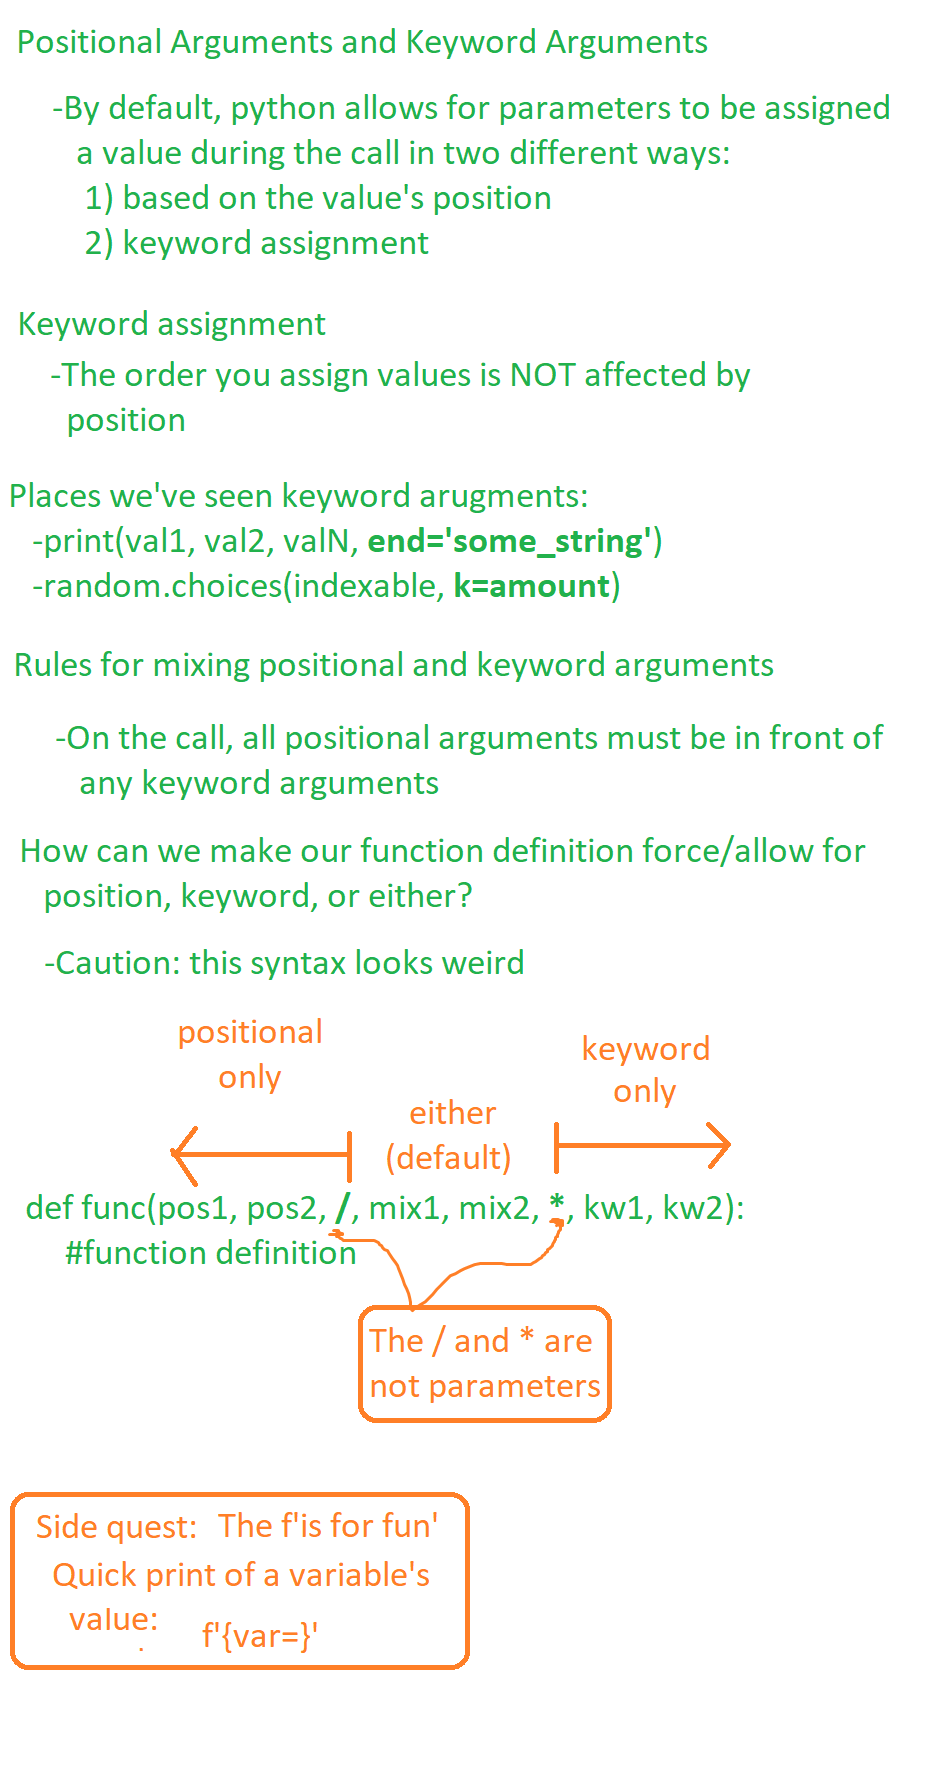 Positional Arguments and Keyword Arguments
-By default, python allows for parameters to be assigned
a value during the call in two different ways:
1) based on the value's position
2) keyword assignment
Keyword assignment
-The order you assign values is NOT affected by
position
Places we've seen keyword arugments:
-print(val1, val2, valN, end='some_string')
-random.choices(indexable, k=amount)
Rules for mixing positional and keyword arguments
-On the call, all positional arguments must be in front of
any keyword arguments
How can we make our function definition force/allow for
position, keyword, or either?
-Caution: this syntax looks weird
positional
only
keyword
only
either
(default)
def func(pos1, pos2, /, mix1, mix2, *, kw1, kw2):
#function definition
The / and * are
not parameters
Side quest: The f'is for fun'
Quick print of a variable's
value:
f'{var=}'